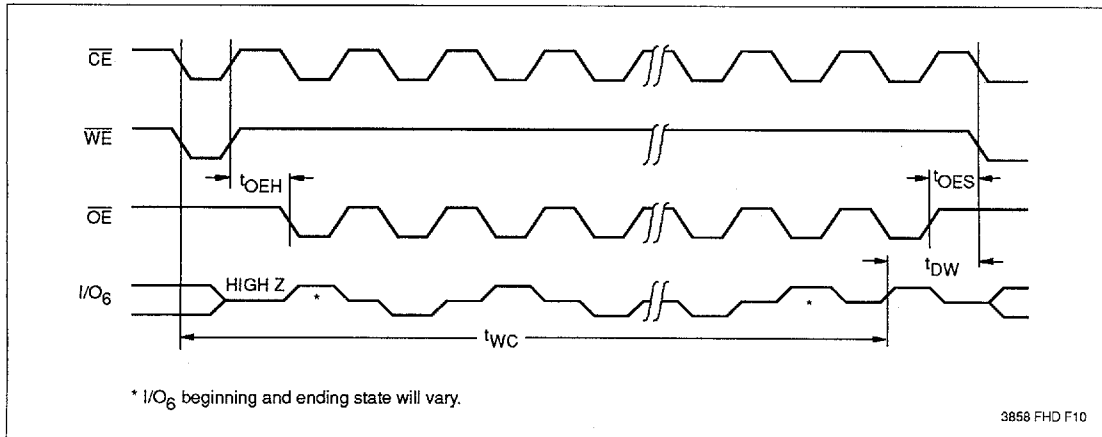 CE
WE
tOEH
tOES
OE
tDW
I/O6
HIGH Z
*
*
tWC
* I/O6 beginning and ending state will vary.
3858 FHD F10